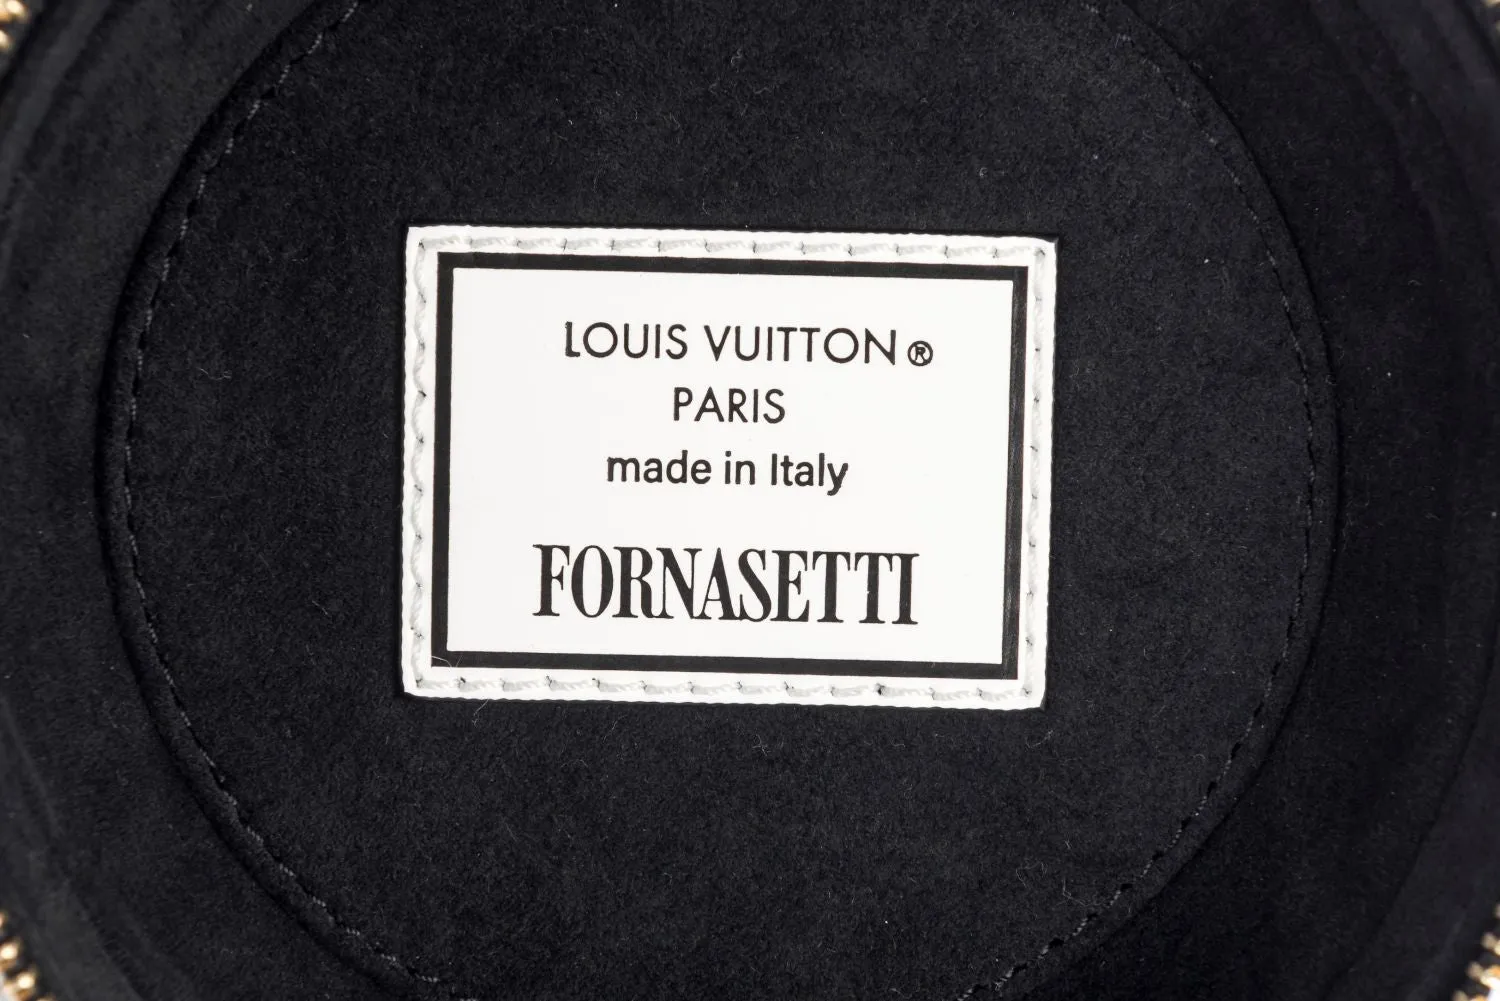 LOUIS VUITTON®
PARIS
made in Italy
FORNASETTI